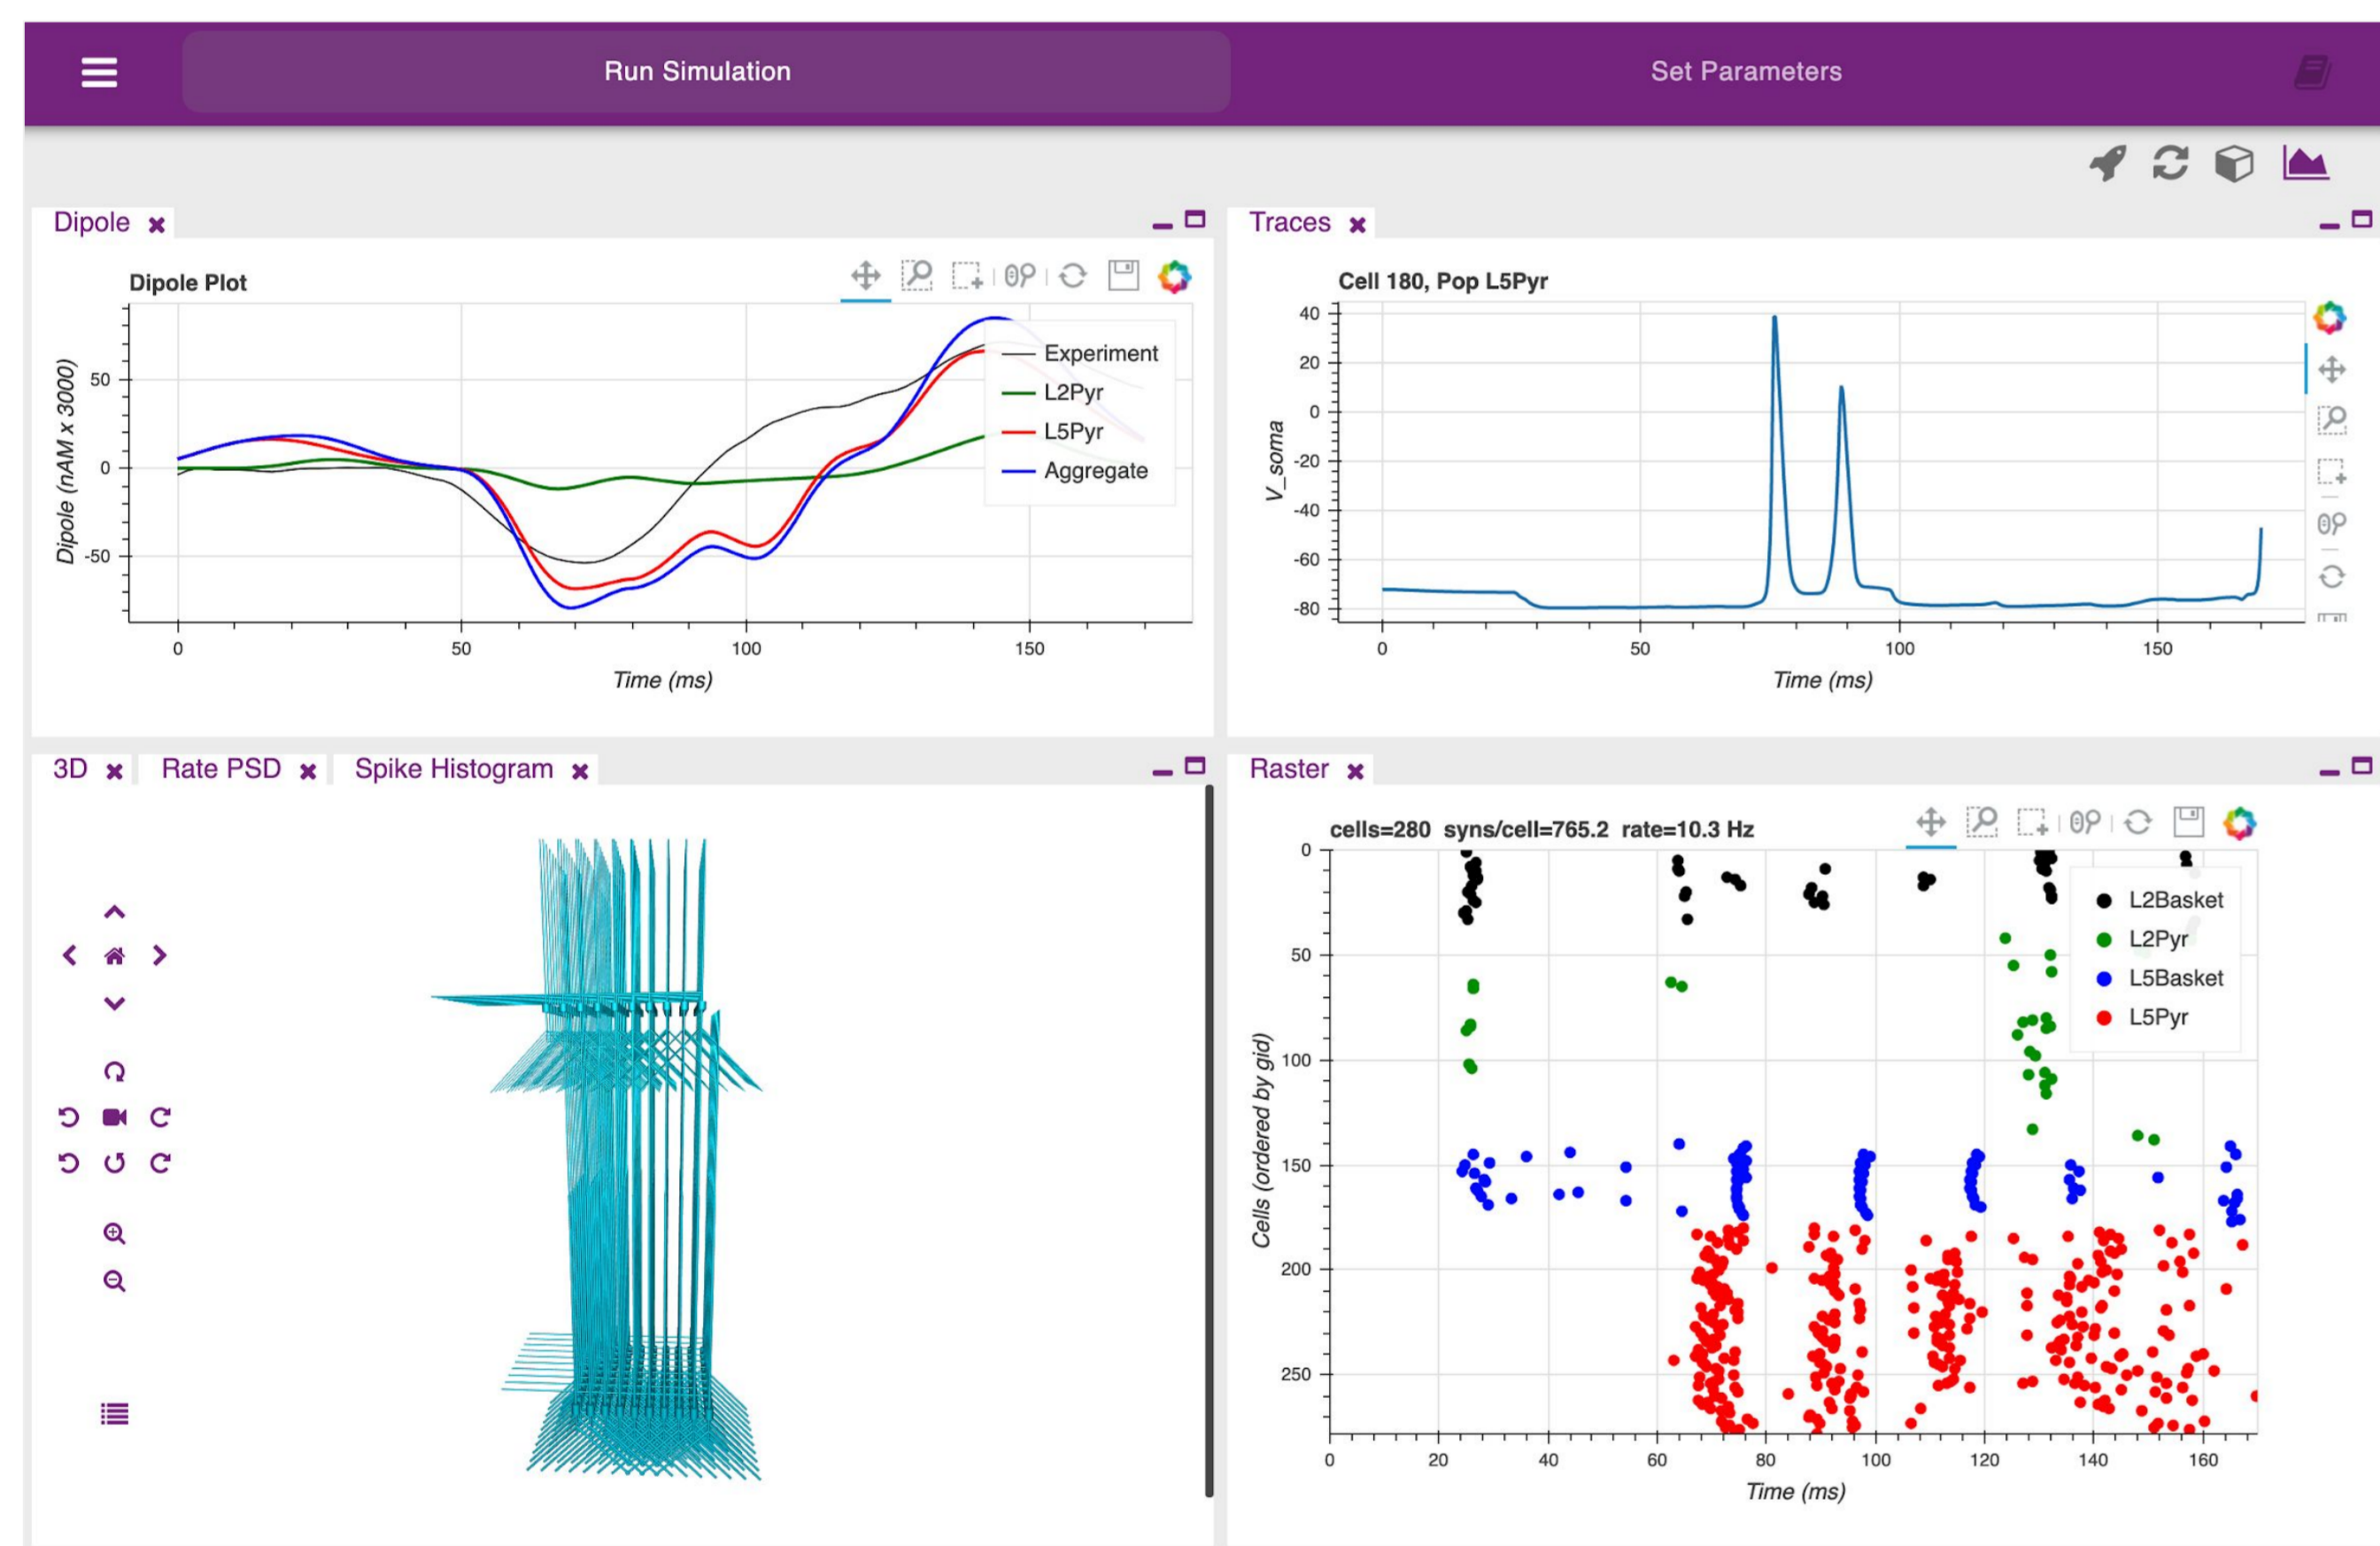 Run Simulation
Set Parameters
Dipole
Dipole Plot
Dipole (nAM x 3000)
50
0
-50
0
50
100
150
Time (ms)
Experiment
L2Pyr
L5Pyr
Aggregate
Traces
Cell 180, Pop L5Pyr
V_soma
40
20
0
-20
-40
-60
-80
0
50
100
150
Time (ms)
3D
Rate PSD
Spike Histogram
Raster
cells=280 syns/cell=765.2 rate=10.3 Hz
Cells (ordered by gid)
0
50
100
150
200
250
0
20
40
60
80
100
120
140
160
Time (ms)
L2Basket
L2Pyr
L5Basket
L5Pyr